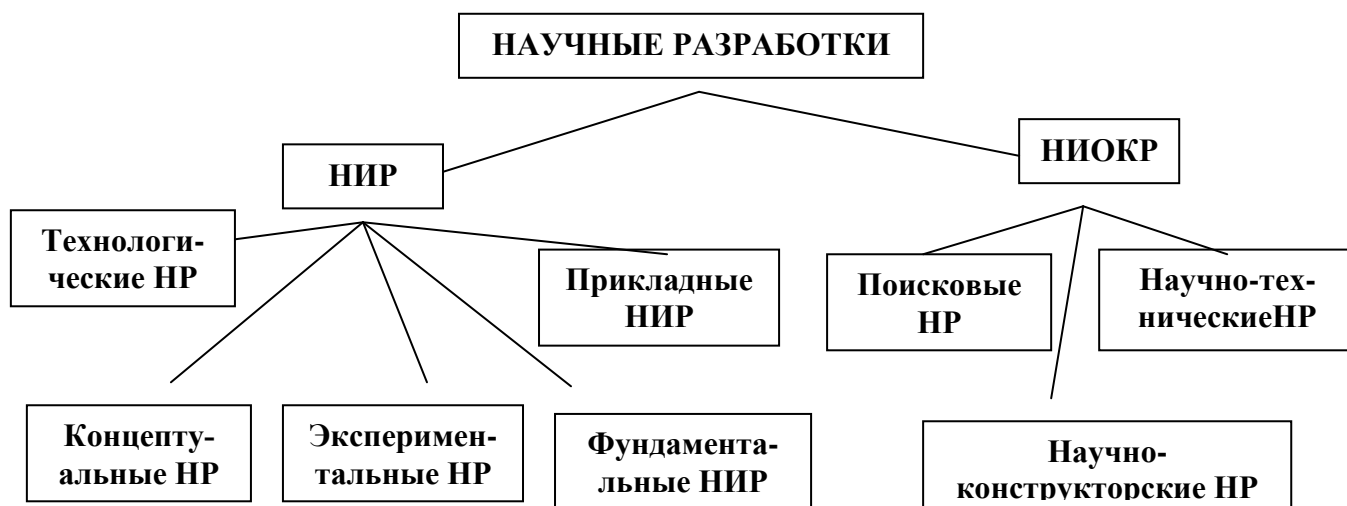 НАУЧНЫЕ РАЗРАБОТКИ
НИР
НИОКР
Технологи-
ческие НР
Прикладные
НИР
Поисковые
НР
Научно-тех-
ническиеНР
Концепту-
альные НР
Эксперимен-
тальные НР
Фундамента-
льные НИР
Научно-
конструкторские НР